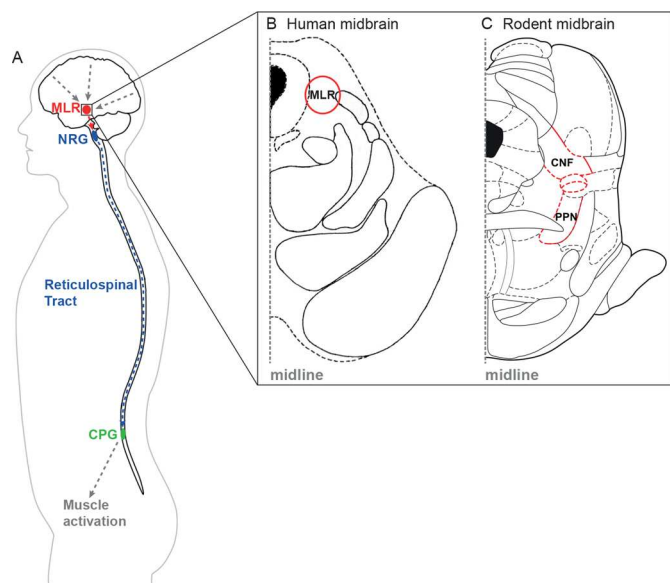 A
MLR
NRG
Reticulospinal
Tract
CPG
Muscle
activation
B Human midbrain
MLR
midline
C Rodent midbrain
CNF
PPN
midline